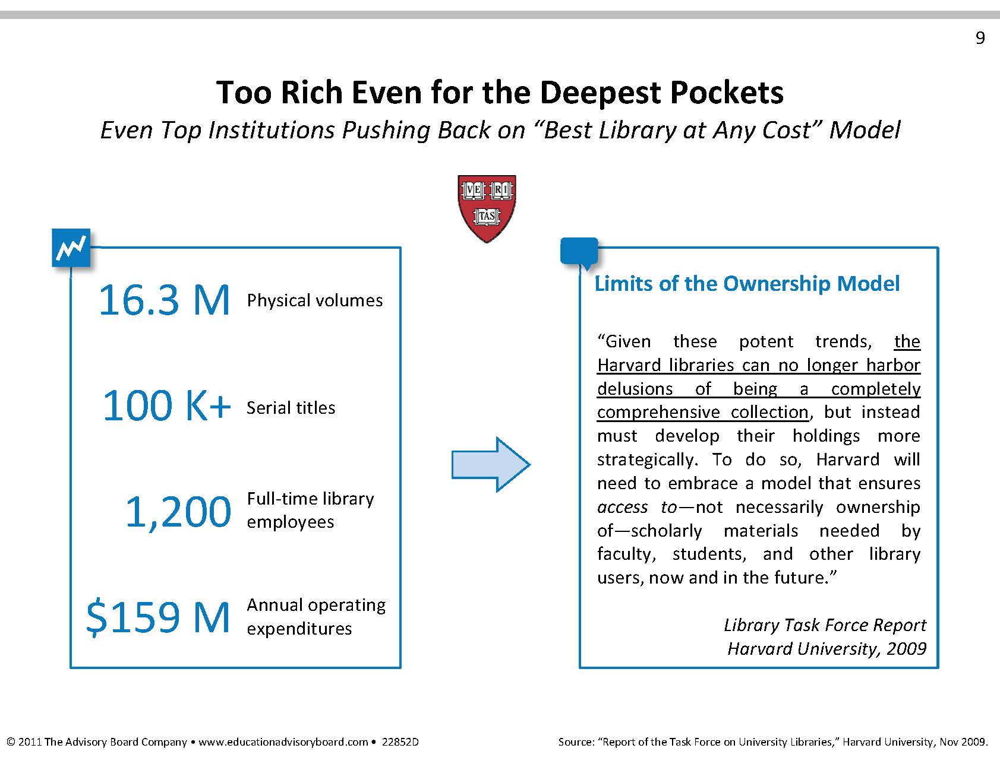 9
Too Rich Even for the Deepest Pockets
Even Top Institutions Pushing Back on “Best Library at Any Cost” Model
VE RI
TAS
16.3 M Physical volumes
100 K+ Serial titles
1,200 Full-time library
employees
$159 M Annual operating
expenditures
Limits of the Ownership Model
“Given these potent trends, the
Harvard libraries can no longer harbor
delusions of being a completely
comprehensive collection, but instead
must develop their holdings more
strategically. To do so, Harvard will
need to embrace a model that ensures
access to—not necessarily ownership
of—scholarly materials needed by
faculty, students, and other library
users, now and in the future.”
Library Task Force Report
Harvard University, 2009
© 2011 The Advisory Board Company • www.educationadvisoryboard.com • 22852D
Source: “Report of the Task Force on University Libraries,” Harvard University, Nov 2009.